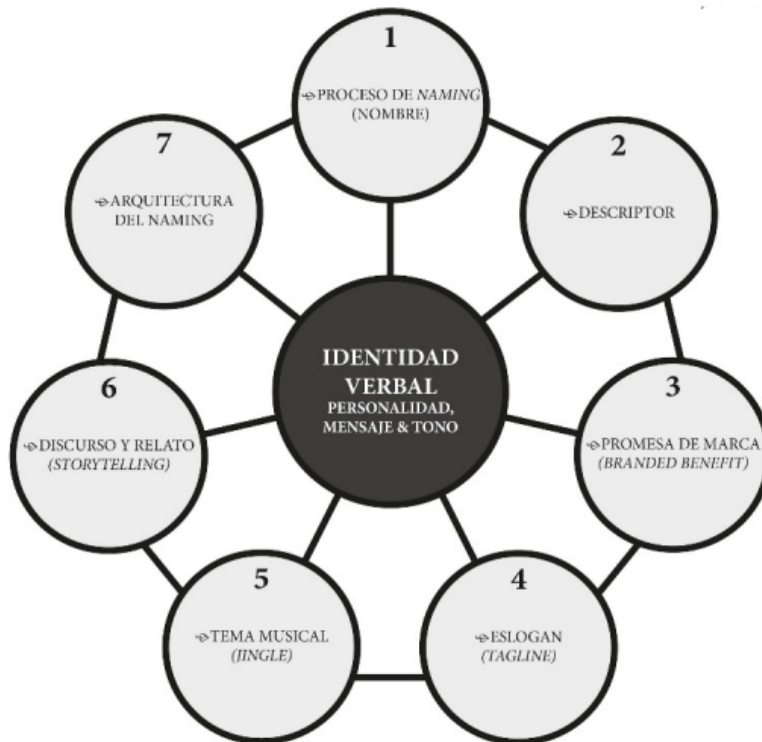 1
PROCESO DE NAMING
(NOMBRE)
2
DESCRIPTOR
3
PROMESA DE MARCA
(BRANDED BENEFIT)
4
ESLOGAN
(TAGLINE)
5
TEMA MUSICAL
(JINGLE)
6
DISCURSO Y RELATO
(STORYTELLING)
7
ARQUITECTURA
DEL NAMING
IDENTIDAD
VERBAL
PERSONALIDAD,
MENSAJE & TONO